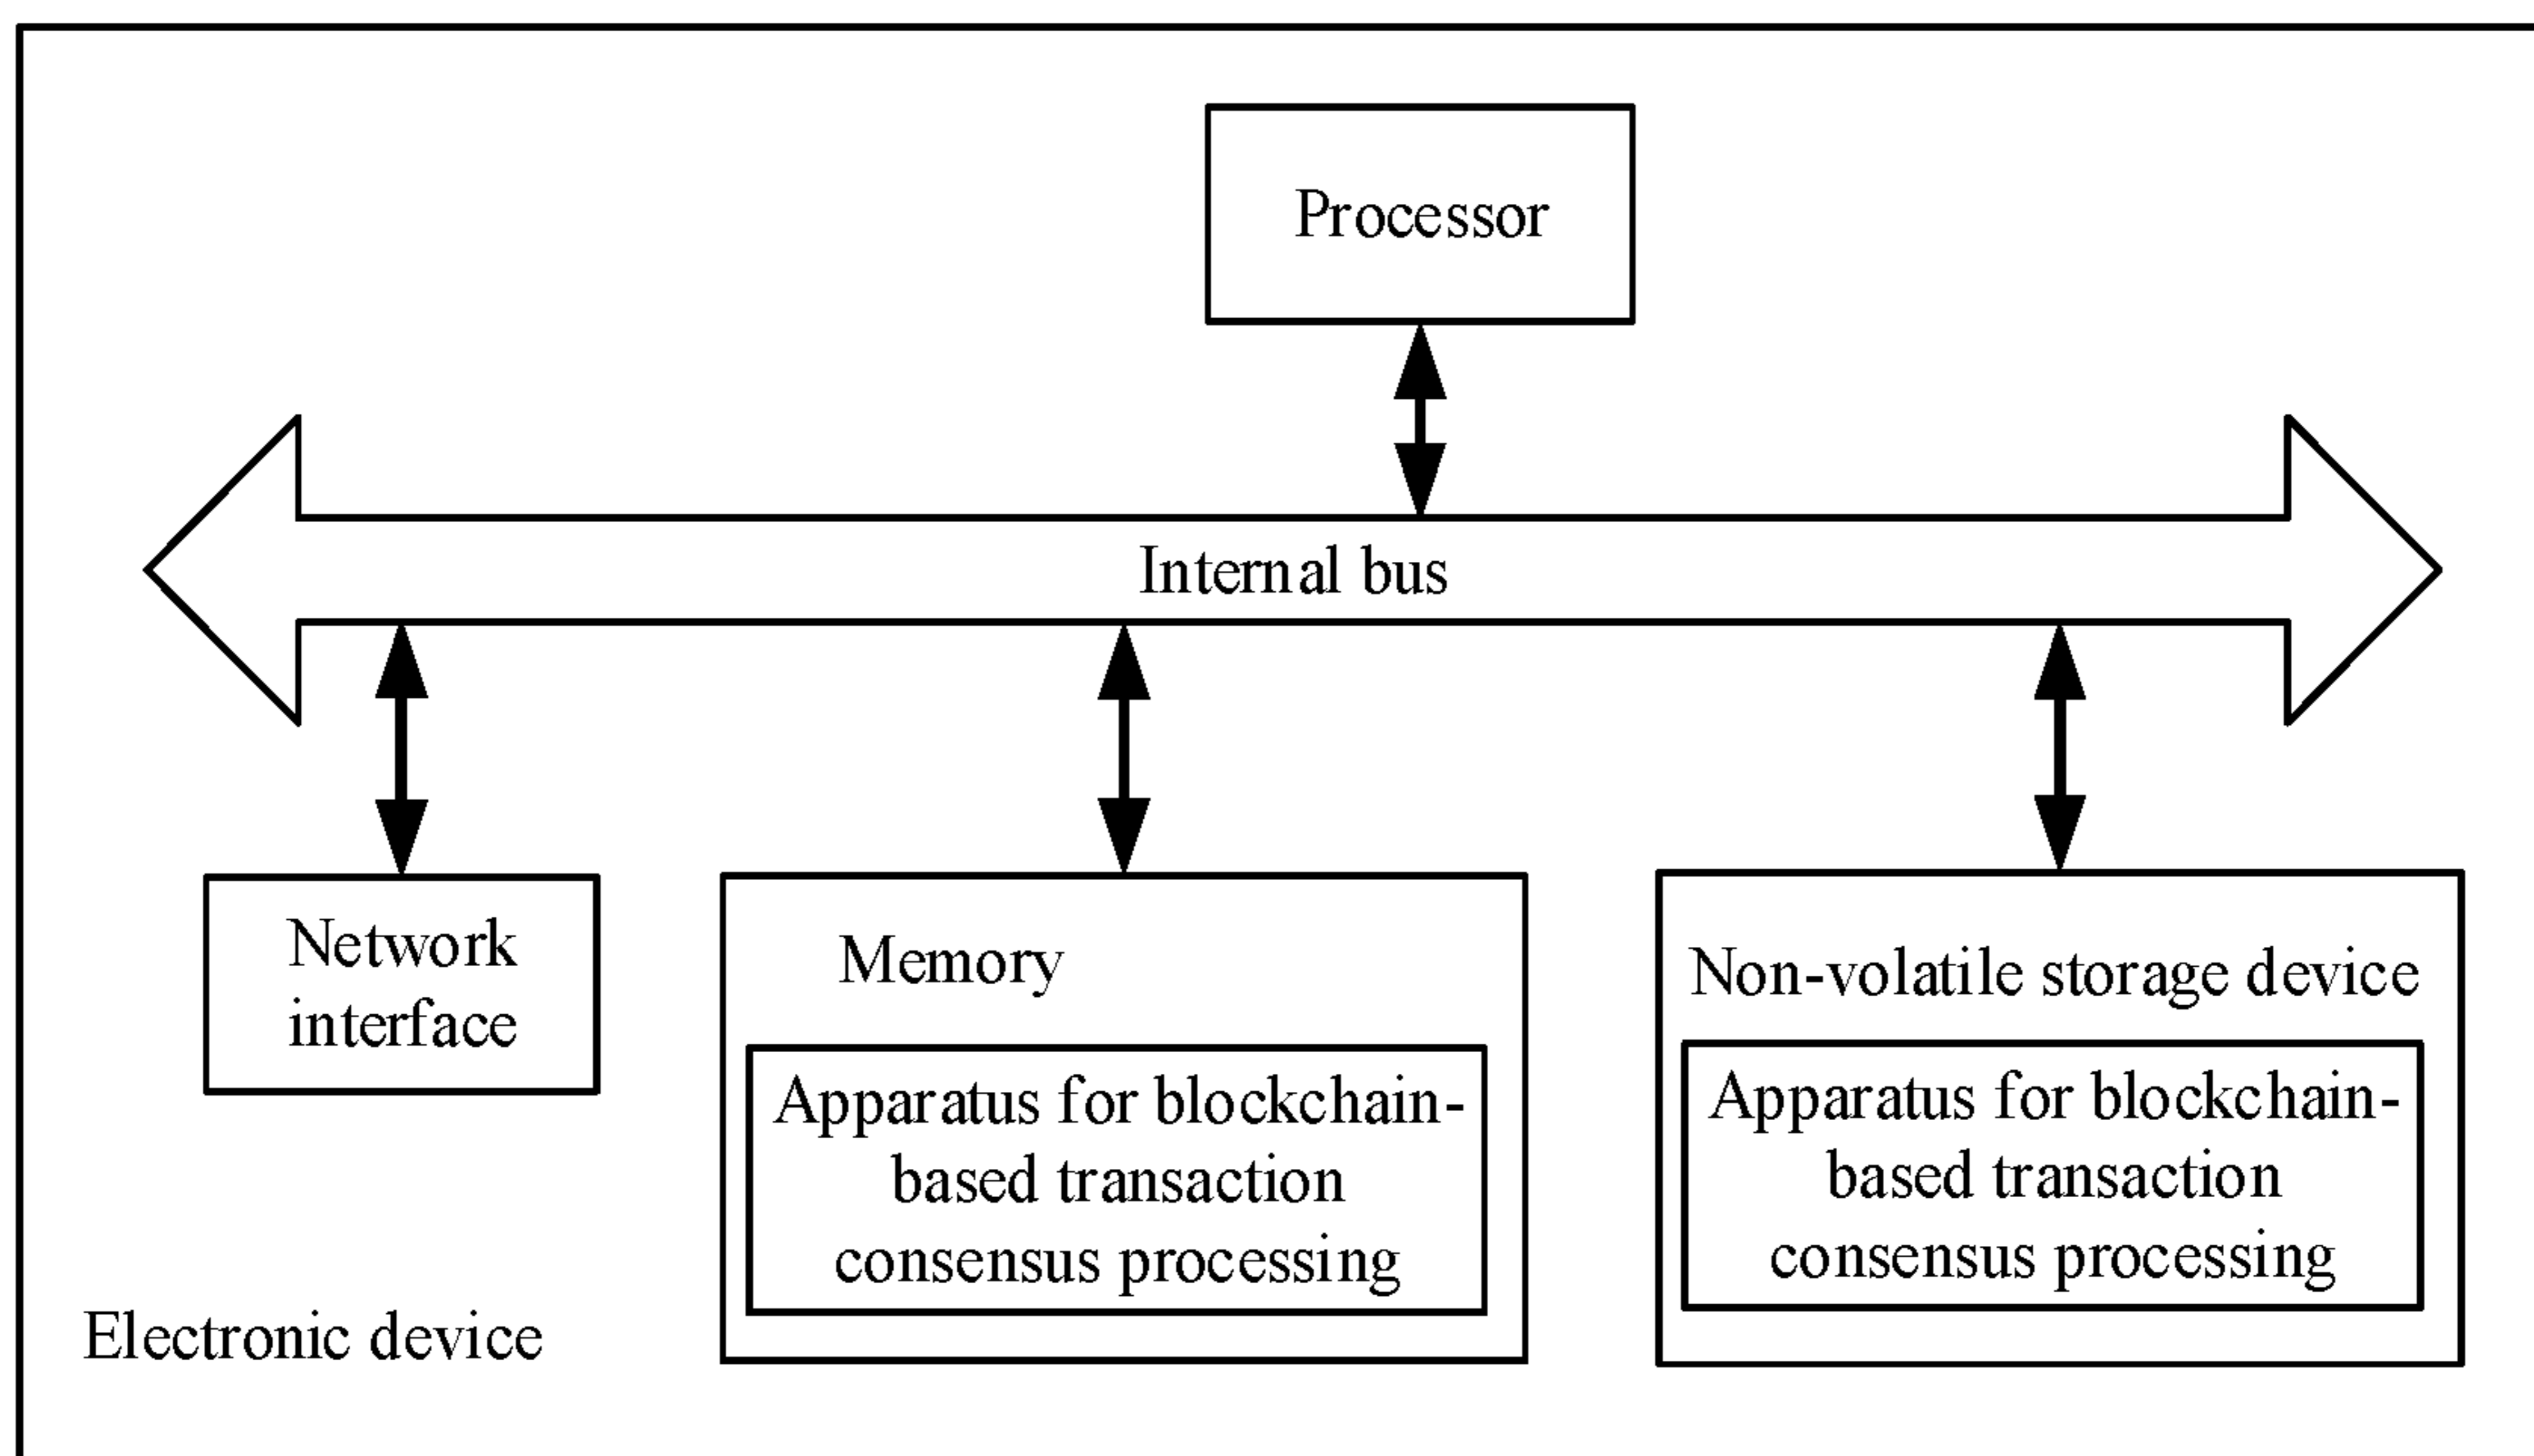 Processor
Internal bus
Network
interface
Memory
Apparatus for blockchain-
based transaction
consensus processing
Non-volatile storage device
Apparatus for blockchain-
based transaction
consensus processing
Electronic device